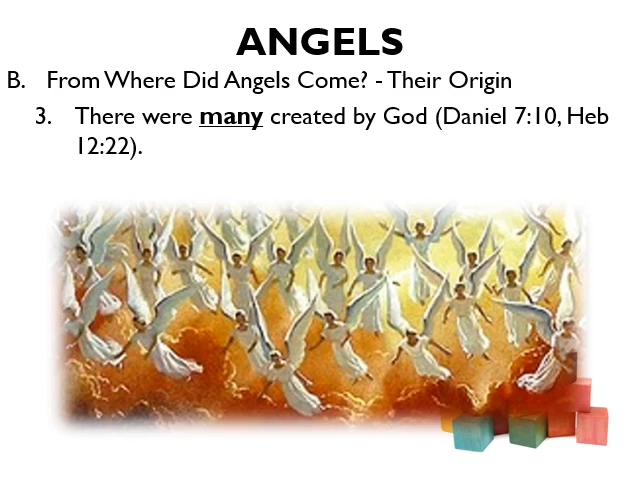 ANGELS
B. From Where Did Angels Come? - Their Origin
3. There were many created by God (Daniel 7:10, Heb
12:22).